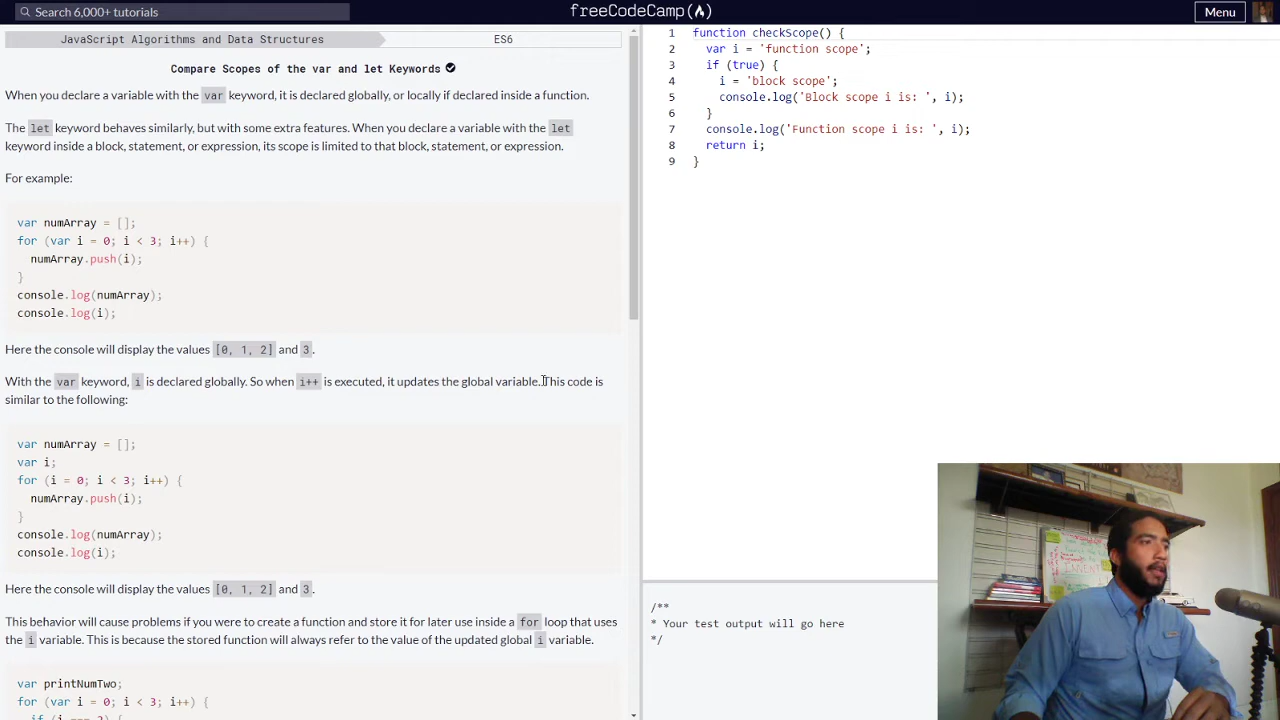 Search 6,000+ tutorials
freeCodeCamp(🔥)
Menu
JavaScript Algorithms and Data Structures
ES6
Compare Scopes of the var and let Keywords
When you declare a variable with the var keyword, it is declared globally, or locally if declared inside a function.
The let keyword behaves similarly, but with some extra features. When you declare a variable with the let
keyword inside a block, statement, or expression, its scope is limited to that block, statement, or expression.
For example:
var numArray = [];
for (var i = 0; i < 3; i++) {
numArray.push(i);
}
console.log(numArray);
console.log(i);
Here the console will display the values [0, 1, 2] and 3.
With the var keyword, i is declared globally. So when i++ is executed, it updates the global variable. This code is
similar to the following:
var numArray = [];
var i;
for (i = 0; i < 3; i++) {
numArray.push(i);
}
console.log(numArray);
console.log(i);
Here the console will display the values [0, 1, 2] and 3.
This behavior will cause problems if you were to create a function and store it for later use inside a for loop that uses
the i variable. This is because the stored function will always refer to the value of the updated global i variable.
var printNumTwo;
for (var i = 0; i < 3; i++) {
if (i === 2) {
1 function checkScope() {
2 var i = 'function scope';
3 if (true) {
4 i = 'block scope';
5 console.log('Block scope i is: ', i);
6 }
7 console.log('Function scope i is: ', i);
8 return i;
9 }
/**
* Your test output will go here
*/